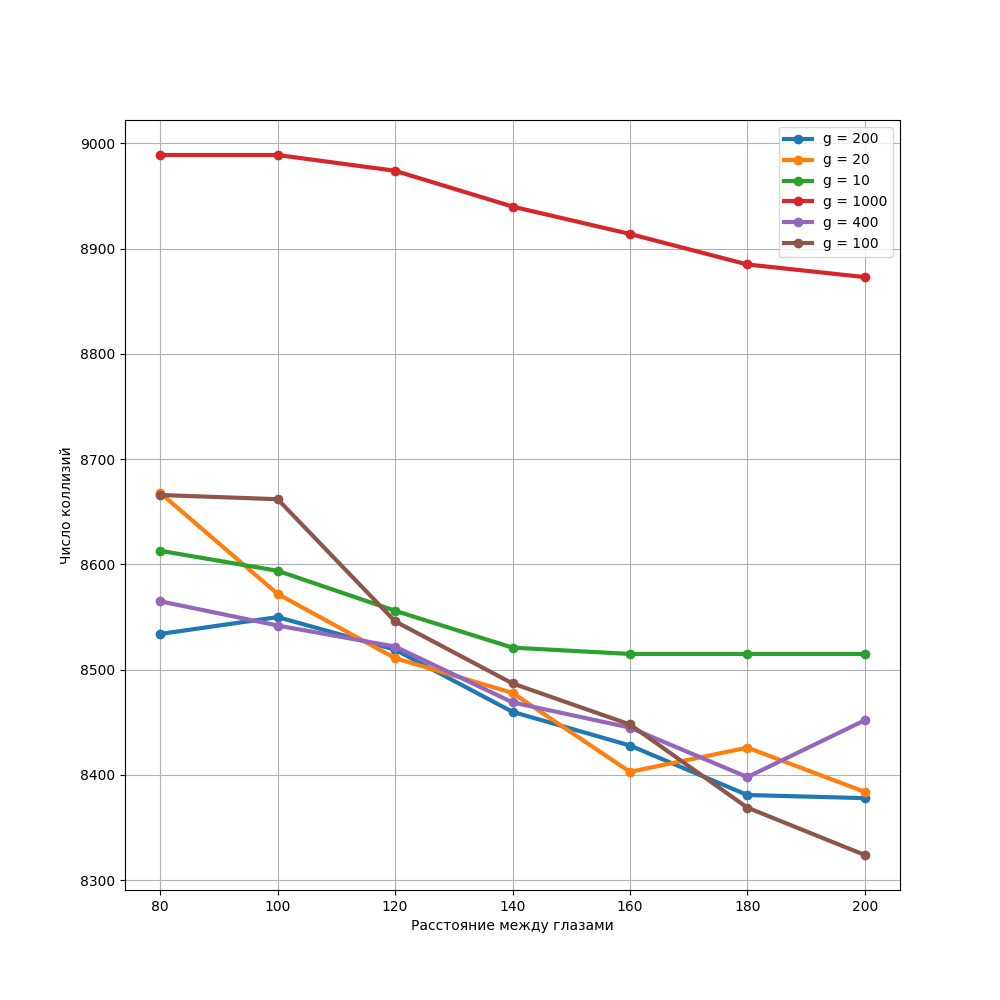 g = 200
g = 20
g = 10
g = 1000
g = 400
g = 100
9000
8900
8800
8700
8600
8500
8400
8300
Число коллизий
80 100 120 140 160 180 200
Расстояние между глазами